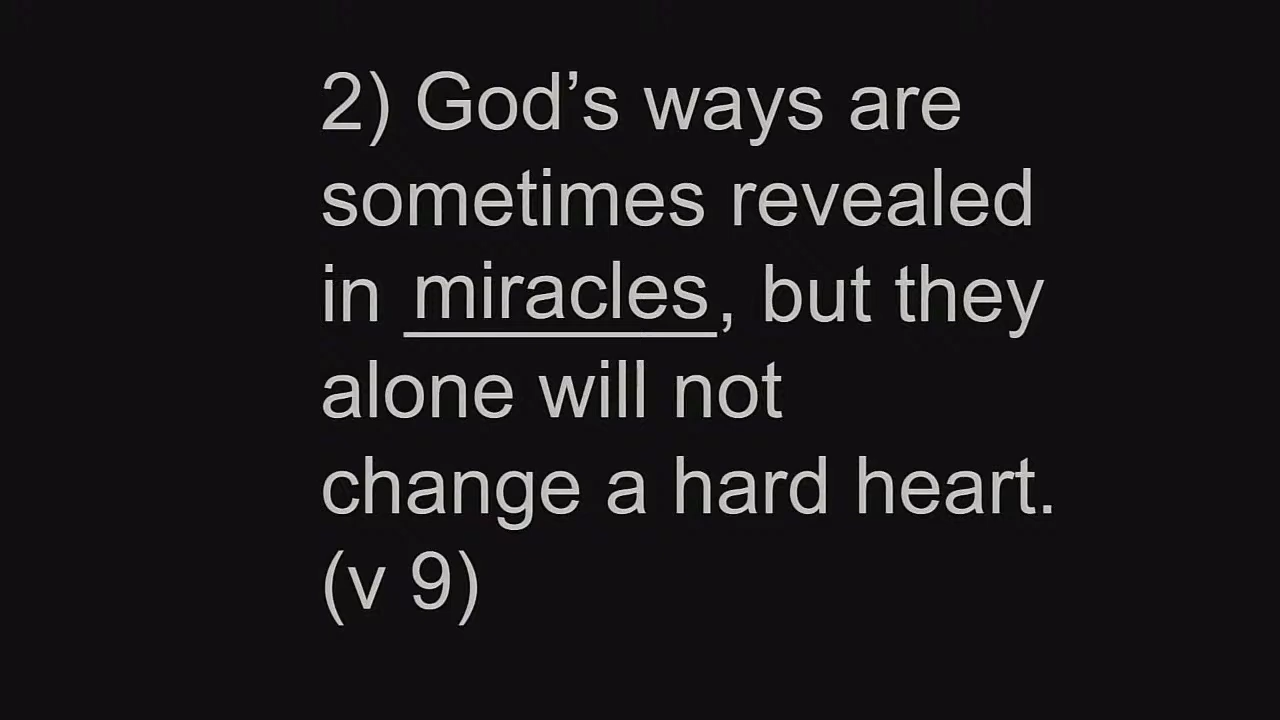 2) God’s ways are
sometimes revealed
in miracles, but they
alone will not
change a hard heart.
(v 9)